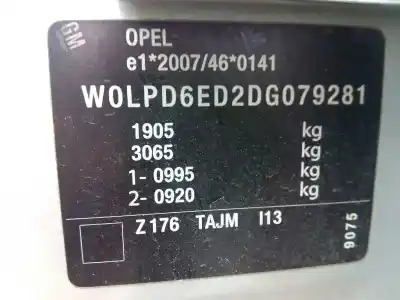 GM
OPEL
e1*2007/46*0141
W0LPD6ED2DG079281
1905 kg
3065 kg
1- 0995 kg
2- 0920 kg
Z176 TAJM I13
9075